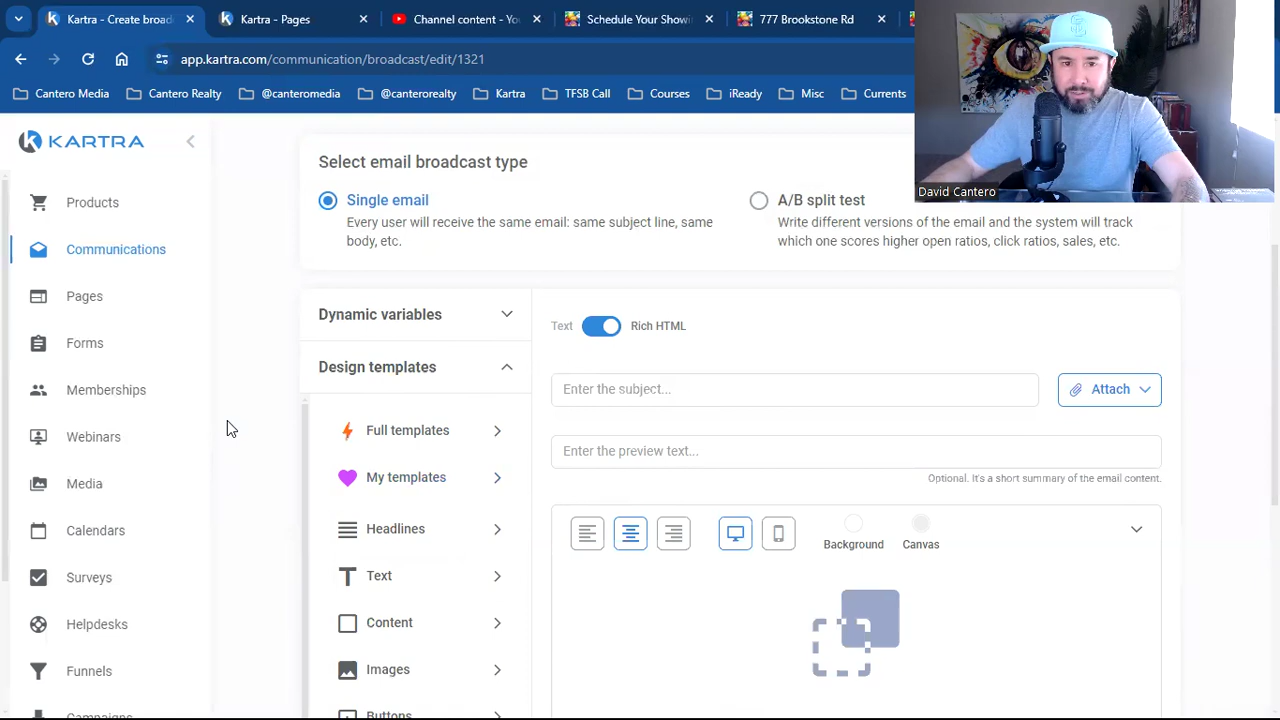 Kartra - Create broadc
Kartra - Pages
Channel content - Yo
Schedule Your Showi
777 Brookstone Rd
app.kartra.com/communication/broadcast/edit/1321
Cantero Media
Cantero Realty
@canteromedia
@canterorealty
Kartra
TFSB Call
Courses
iReady
Misc
Currents
David Cantero
KARTRA
Products
Communications
Pages
Forms
Memberships
Webinars
Media
Calendars
Surveys
Helpdesks
Funnels
Campaigns
Select email broadcast type
Single email
Every user will receive the same email: same subject line, same
body, etc.
A/B split test
Write different versions of the email and the system will track
which one scores higher open ratios, click ratios, sales, etc.
Dynamic variables
Design templates
Full templates
My templates
Headlines
Text
Content
Images
Buttons
Text
Rich HTML
Enter the subject...
Attach
Enter the preview text...
Optional. It's a short summary of the email content.
Background
Canvas